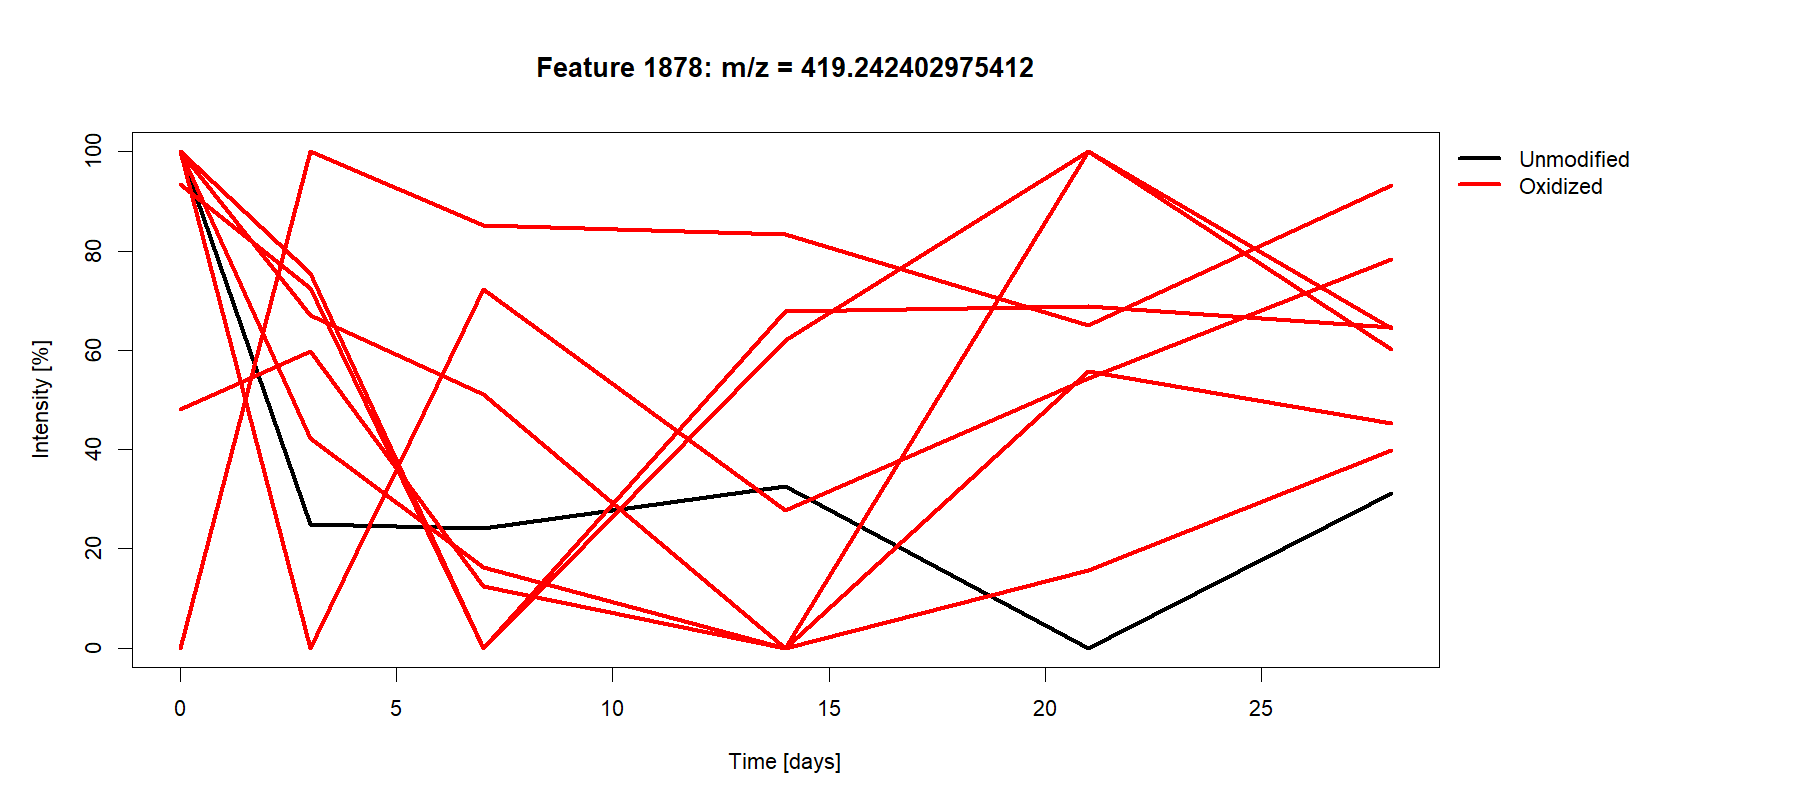 Feature 1878: m/z = 419.242402975412
Unmodified
Oxidized
Intensity [%]
100
80
60
40
20
0
0 5 10 15 20 25
Time [days]